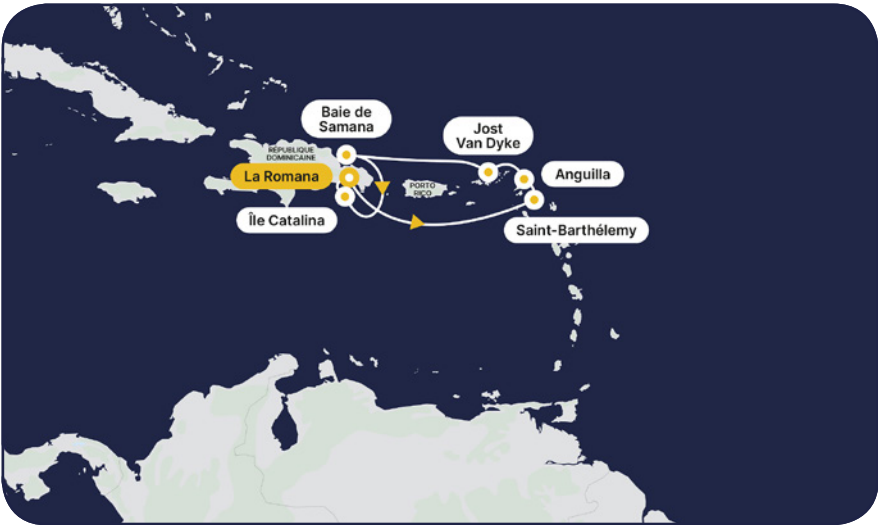 Baie de
Samana
Jost
Van Dyke
RÉPUBLIQUE
DOMINICAINE
La Romana
PORTO
RICO
Anguilla
Île Catalina
Saint-Barthélemy